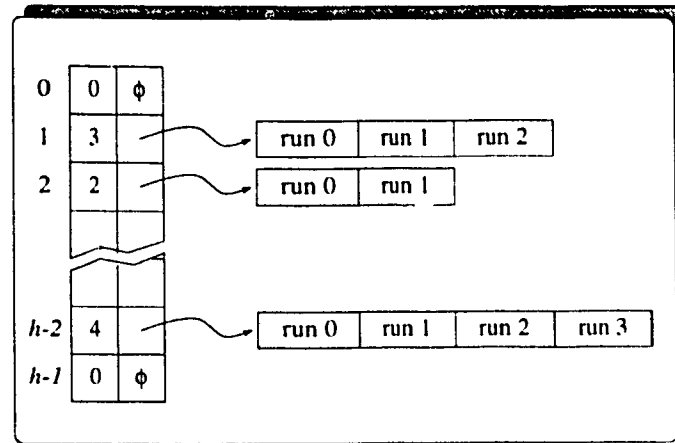 0 0 ϕ
1 3 run 0 run 1 run 2
2 2 run 0 run 1
h-2 4 run 0 run 1 run 2 run 3
h-1 0 ϕ